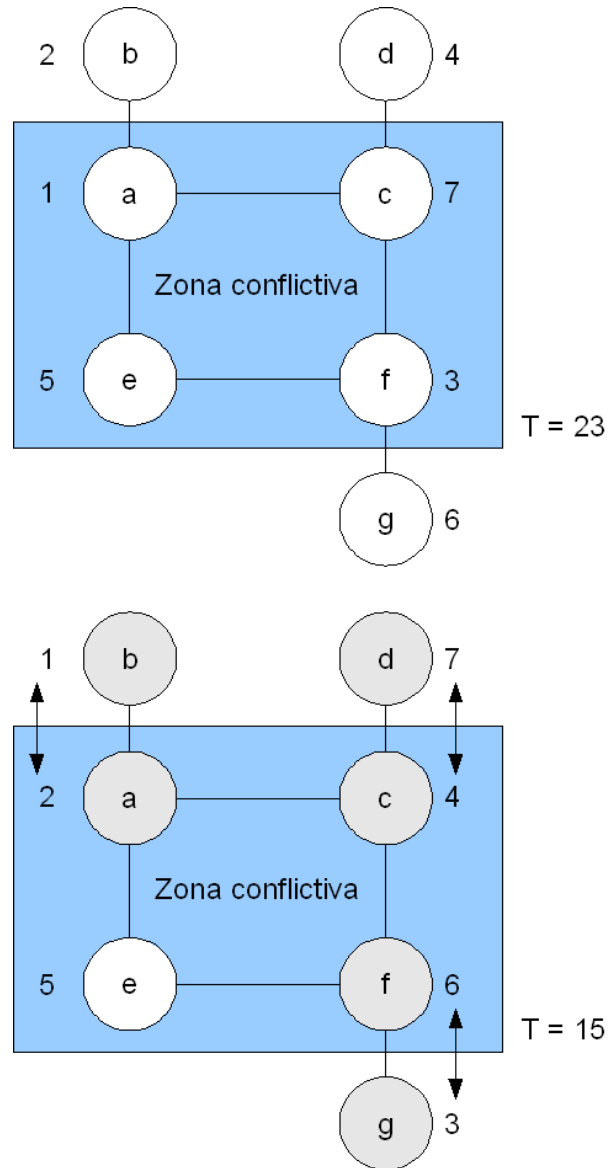 2 b d 4
1 a c 7
Zona conflictiva
5 e f 3
T = 23
g 6
1 b d 7
2 a c 4
Zona conflictiva
5 e f 6
T = 15
g 3